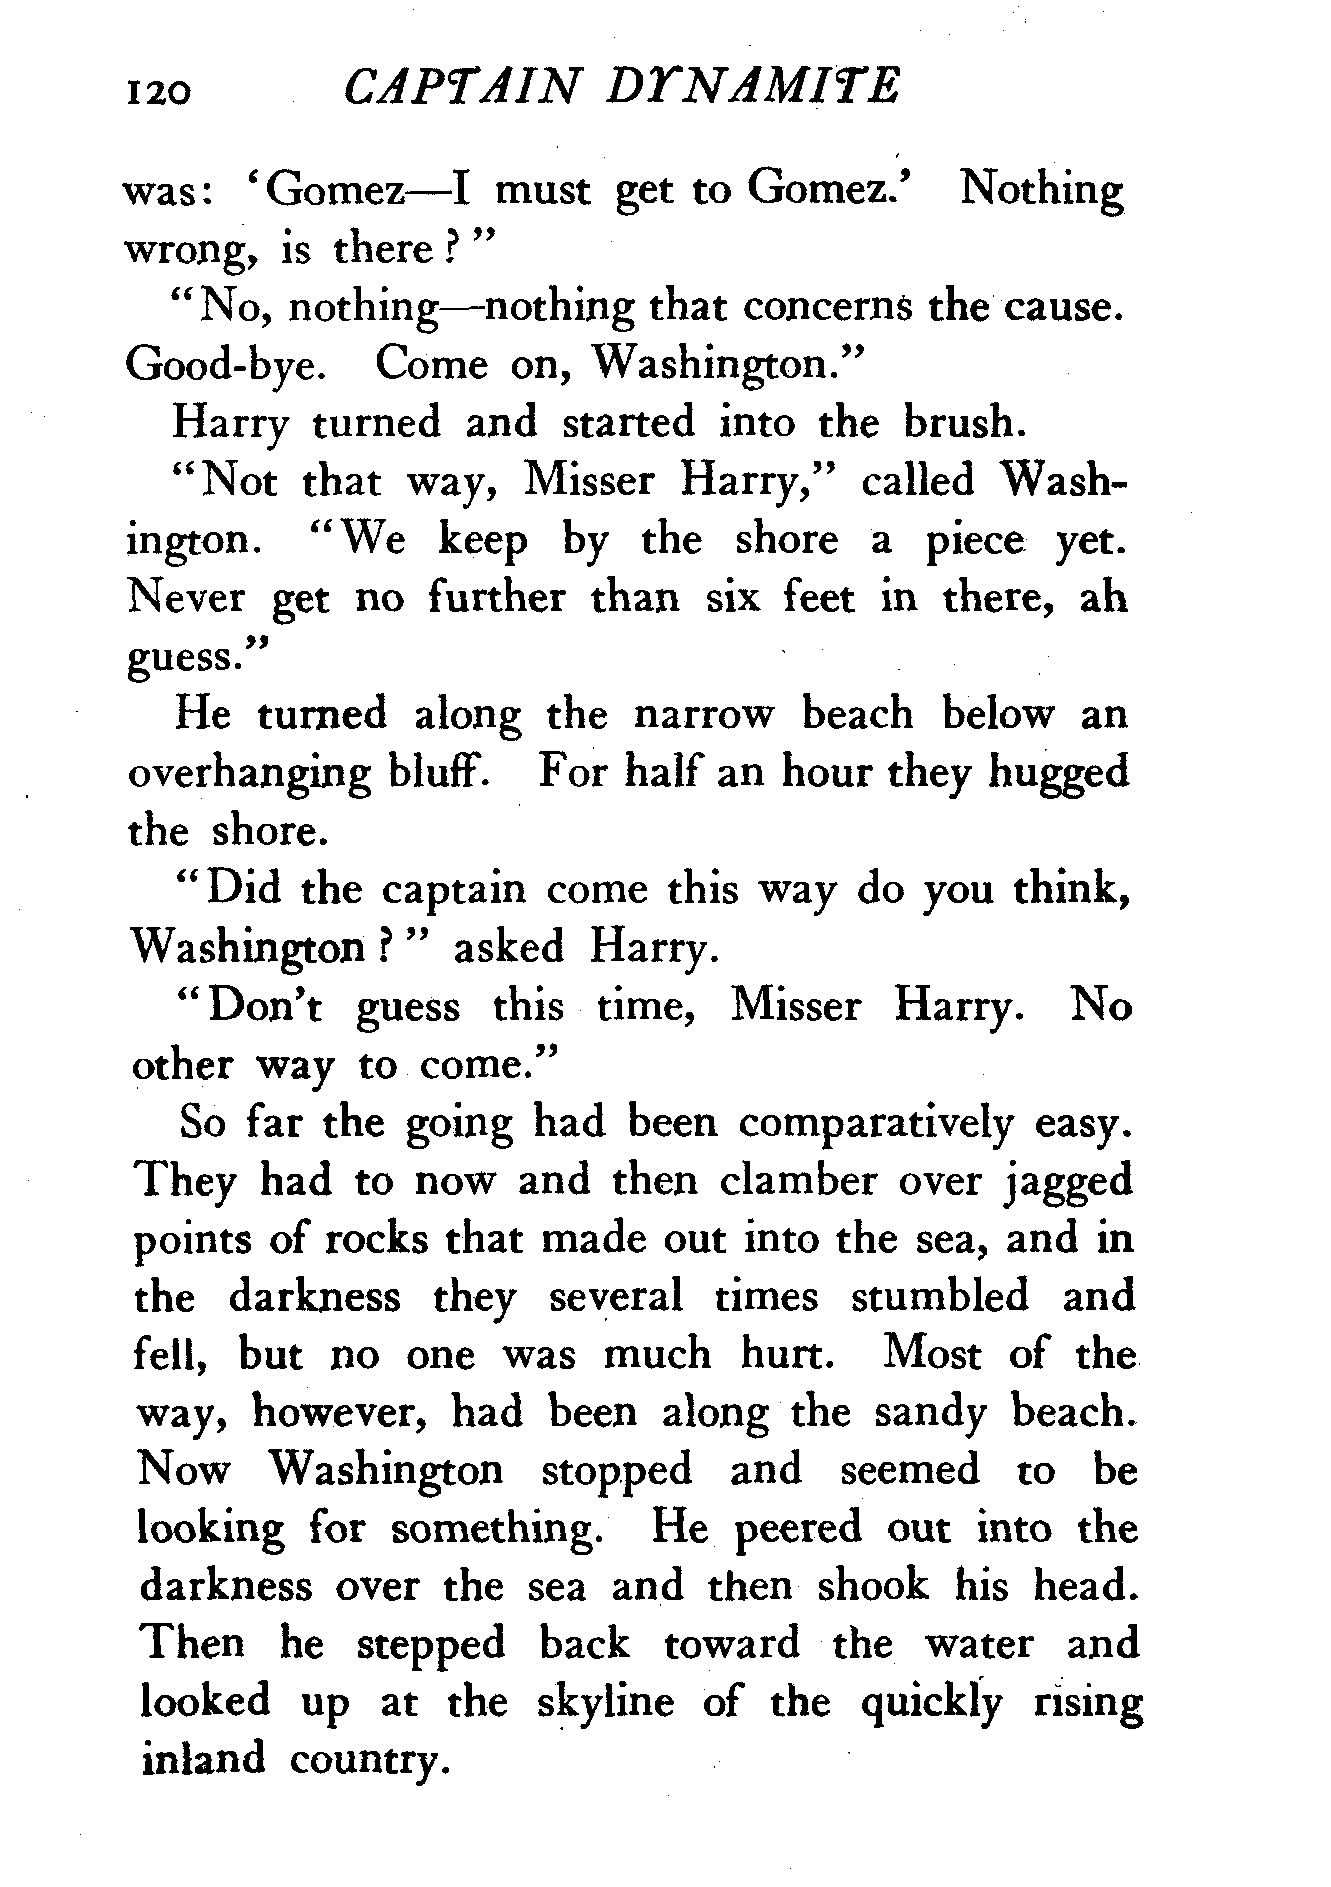 120 CAPTAIN DYNAMITE
was: ‘Gomez—I must get to Gomez.’ Nothing
wrong, is there?”
“No, nothing—nothing that concerns the cause.
Good-bye. Come on, Washington.”
Harry turned and started into the brush.
“Not that way, Misser Harry,” called Wash-
ington. “We keep by the shore a piece yet.
Never get no further than six feet in there, ah
guess.”
He turned along the narrow beach below an
overhanging bluff. For half an hour they hugged
the shore.
“Did the captain come this way do you think,
Washington?” asked Harry.
“Don’t guess this time, Misser Harry. No
other way to come.”
So far the going had been comparatively easy.
They had to now and then clamber over jagged
points of rocks that made out into the sea, and in
the darkness they several times stumbled and
fell, but no one was much hurt. Most of the
way, however, had been along the sandy beach.
Now Washington stopped and seemed to be
looking for something. He peered out into the
darkness over the sea and then shook his head.
Then he stepped back toward the water and
looked up at the skyline of the quickly rising
inland country.